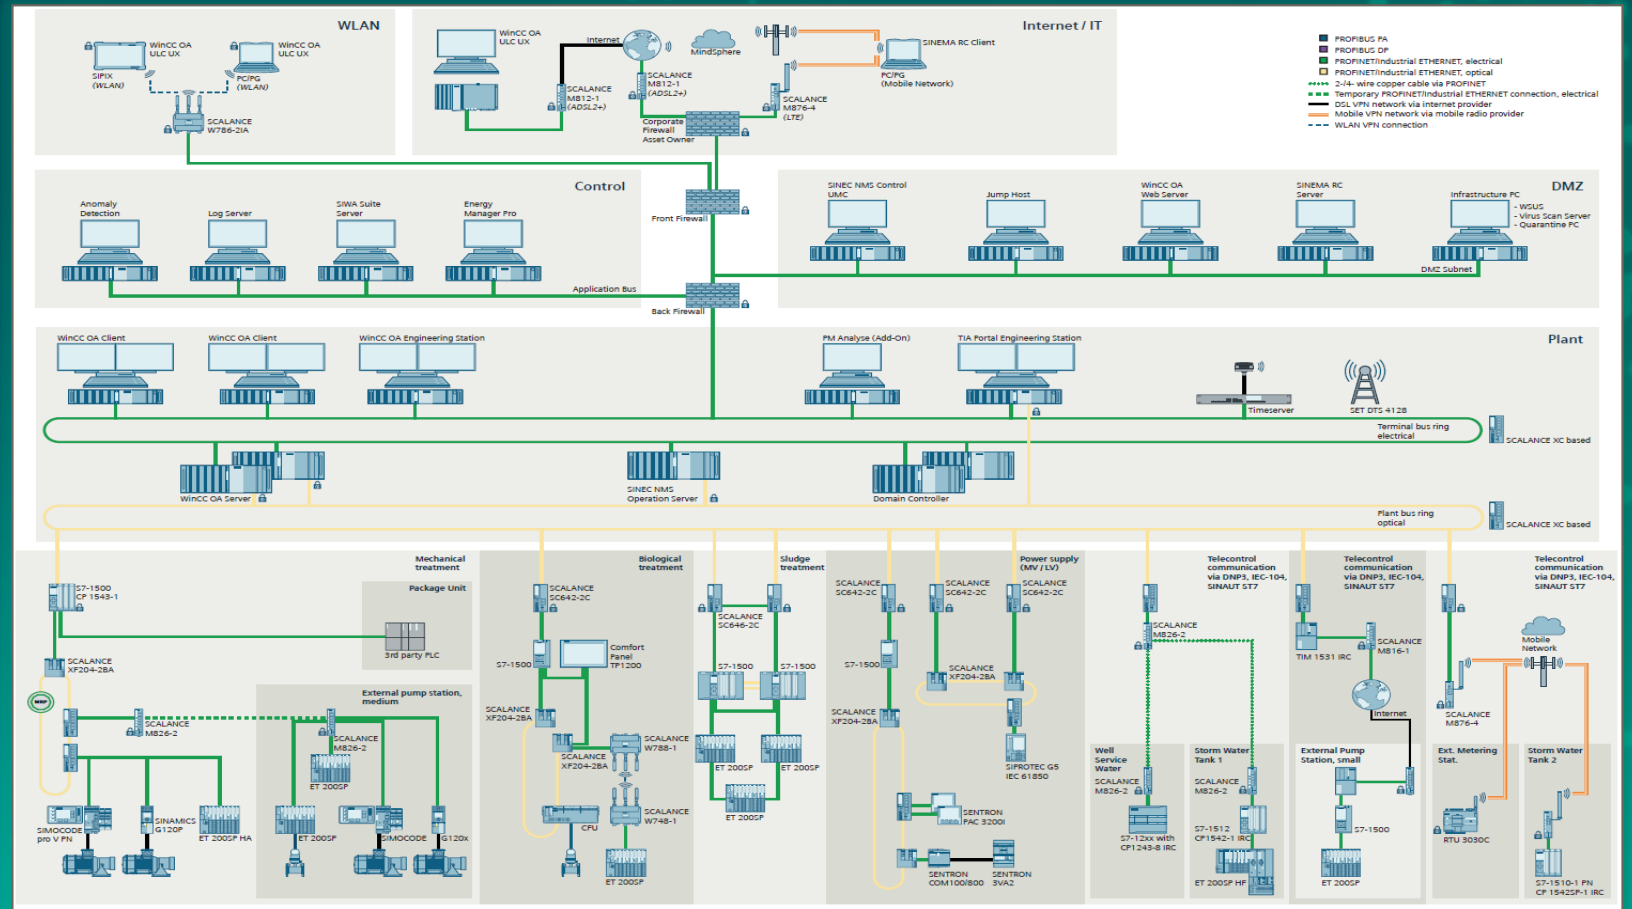 WLAN
WinCC OA
ULC UX
SIPIX
(WLAN)
WinCC OA
ULC UX
PC/PG
(WLAN)
SCALANCE
W786-2IA
Internet / IT
WinCC OA
ULC UX
Internet
SCALANCE
M812-1
(ADSL2+)
SCALANCE
M812-1
(ADSL2+)
MindSphere
SCALANCE
M876-4
(LTE)
SINEMA RC Client
PC/PG
(Mobile Network)
Corporate
Firewall
Asset Owner
PROFIBUS PA
PROFIBUS DP
PROFINET/Industrial ETHERNET, electrical
PROFINET/Industrial ETHERNET, optical
2-/4- wire copper cable via PROFINET
Temporary PROFINET/Industrial ETHERNET connection, electrical
DSL VPN network via internet provider
Mobile VPN network via mobile radio provider
WLAN VPN connection
Control
Anomaly
Detection
Log Server
SIWA Suite
Server
Energy
Manager Pro
Application Bus
Front Firewall
Back Firewall
DMZ
SINEC NMS Control
UMC
Jump Host
WinCC OA
Web Server
SINEMA RC
Server
Infrastructure PC
- WSUS
- Virus Scan Server
- Quarantine PC
DMZ Subnet
Plant
WinCC OA Client
WinCC OA Client
WinCC OA Engineering Station
PM Analyse (Add-On)
TIA Portal Engineering Station
Timeserver
SET DTS 4128
Terminal bus ring
electrical
SCALANCE XC based
WinCC OA Server
SINEC NMS
Operation Server
Domain Controller
Plant bus ring
optical
SCALANCE XC based
Mechanical
treatment
S7-1500
CP 1543-1
Package Unit
3rd party PLC
SCALANCE
XF204-2BA
MRP
SCALANCE
M826-2
External pump station,
medium
SCALANCE
M826-2
ET 200SP
SIMOCODE
pro V PN
SINAMICS
G120P
ET 200SP HA
ET 200SP
SIMOCODE
G120x
Biological
treatment
SCALANCE
SC642-2C
S7-1500
Comfort
Panel
TP1200
SCALANCE
XF204-2BA
SCALANCE
XF204-2BA
SCALANCE
W788-1
SCALANCE
W748-1
CFU
ET 200SP
Sludge
treatment
SCALANCE
SC646-2C
S7-1500
S7-1500
ET 200SP
ET 200SP
ET 200SP
Power supply
(MV / LV)
SCALANCE
SC642-2C
SCALANCE
SC642-2C
SCALANCE
SC642-2C
S7-1500
SCALANCE
XF204-2BA
SCALANCE
XF204-2BA
SIPROTEC G5
IEC 61850
SENTRON
PAC 3200I
SENTRON
COM100/800
SENTRON
3VA2
Telecontrol
communication
via DNP3, IEC-104,
SINAUT ST7
SCALANCE
M826-2
Well
Service
Water
SCALANCE
M826-2
S7-12xx with
CP1243-8 IRC
Storm Water
Tank 1
SCALANCE
M826-2
S7-1512
CP1542-1 IRC
ET 200SP HF
Telecontrol
communication
via DNP3, IEC-104,
SINAUT ST7
TIM 1531 IRC
SCALANCE
M816-1
Internet
External Pump
Station, small
S7-1500
ET 200SP
Telecontrol
communication
via DNP3, IEC-104,
SINAUT ST7
Mobile
Network
SCALANCE
M876-4
Ext. Metering
Stat.
RTU 3030C
Storm Water
Tank 2
S7-1510-1 PN
CP 1542SP-1 IRC